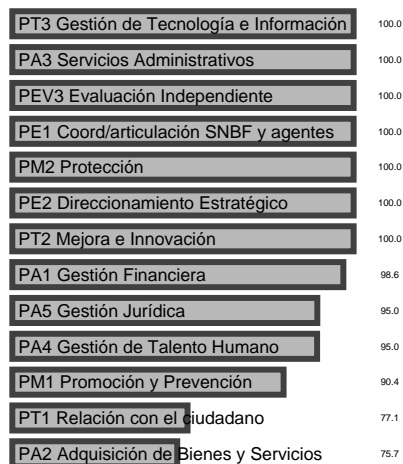 PT3 Gestión de Tecnología e Información 100.0
PA3 Servicios Administrativos 100.0
PEV3 Evaluación Independiente 100.0
PE1 Coord/articulación SNBF y agentes 100.0
PM2 Protección 100.0
PE2 Direccionamiento Estratégico 100.0
PT2 Mejora e Innovación 100.0
PA1 Gestión Financiera 98.6
PA5 Gestión Jurídica 95.0
PA4 Gestión de Talento Humano 95.0
PM1 Promoción y Prevención 90.4
PT1 Relación con el ciudadano 77.1
PA2 Adquisición de Bienes y Servicios 75.7